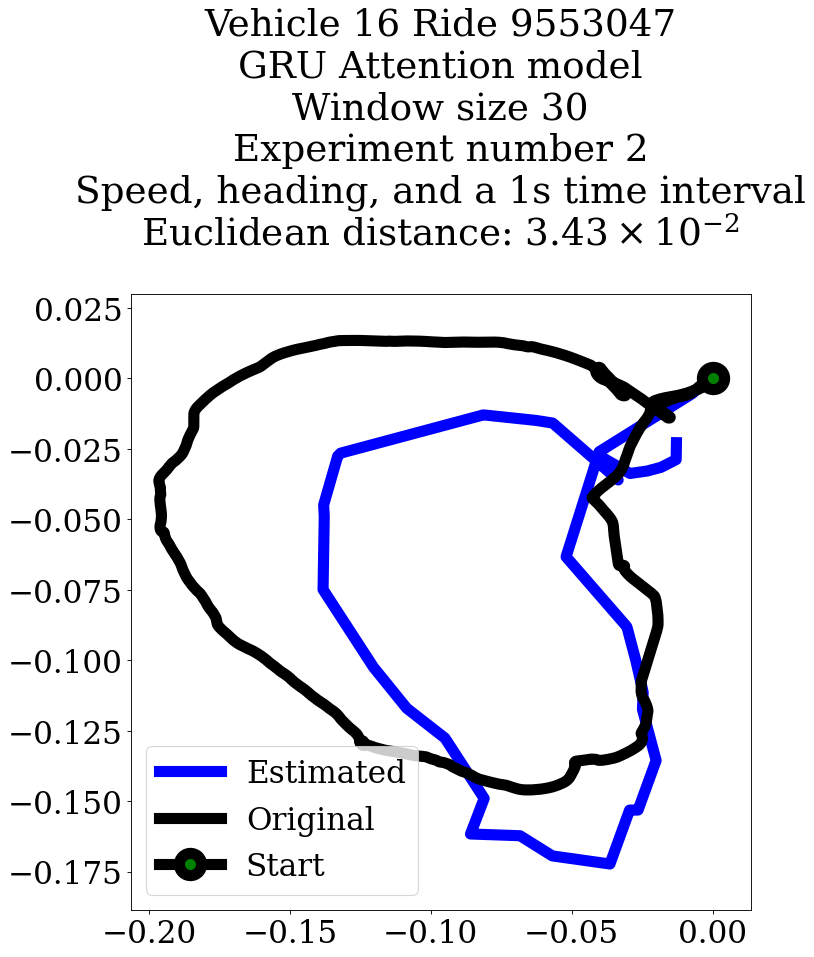 Vehicle 16 Ride 9553047
GRU Attention model
Window size 30
Experiment number 2
Speed, heading, and a 1s time interval
Euclidean distance: 3.43 × 10⁻²
0.025
0.000
−0.025
−0.050
−0.075
−0.100
−0.125
−0.150
−0.175
Estimated
Original
Start
−0.20 −0.15 −0.10 −0.05 0.00